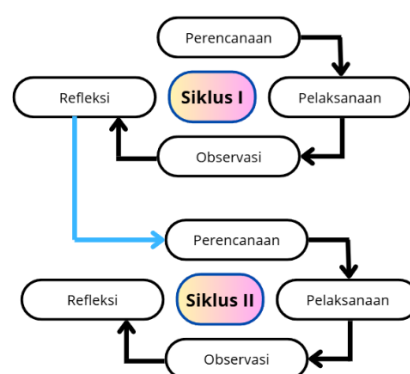 Perencanaan
Refleksi
Siklus I
Pelaksanaan
Observasi
Perencanaan
Refleksi
Siklus II
Pelaksanaan
Observasi